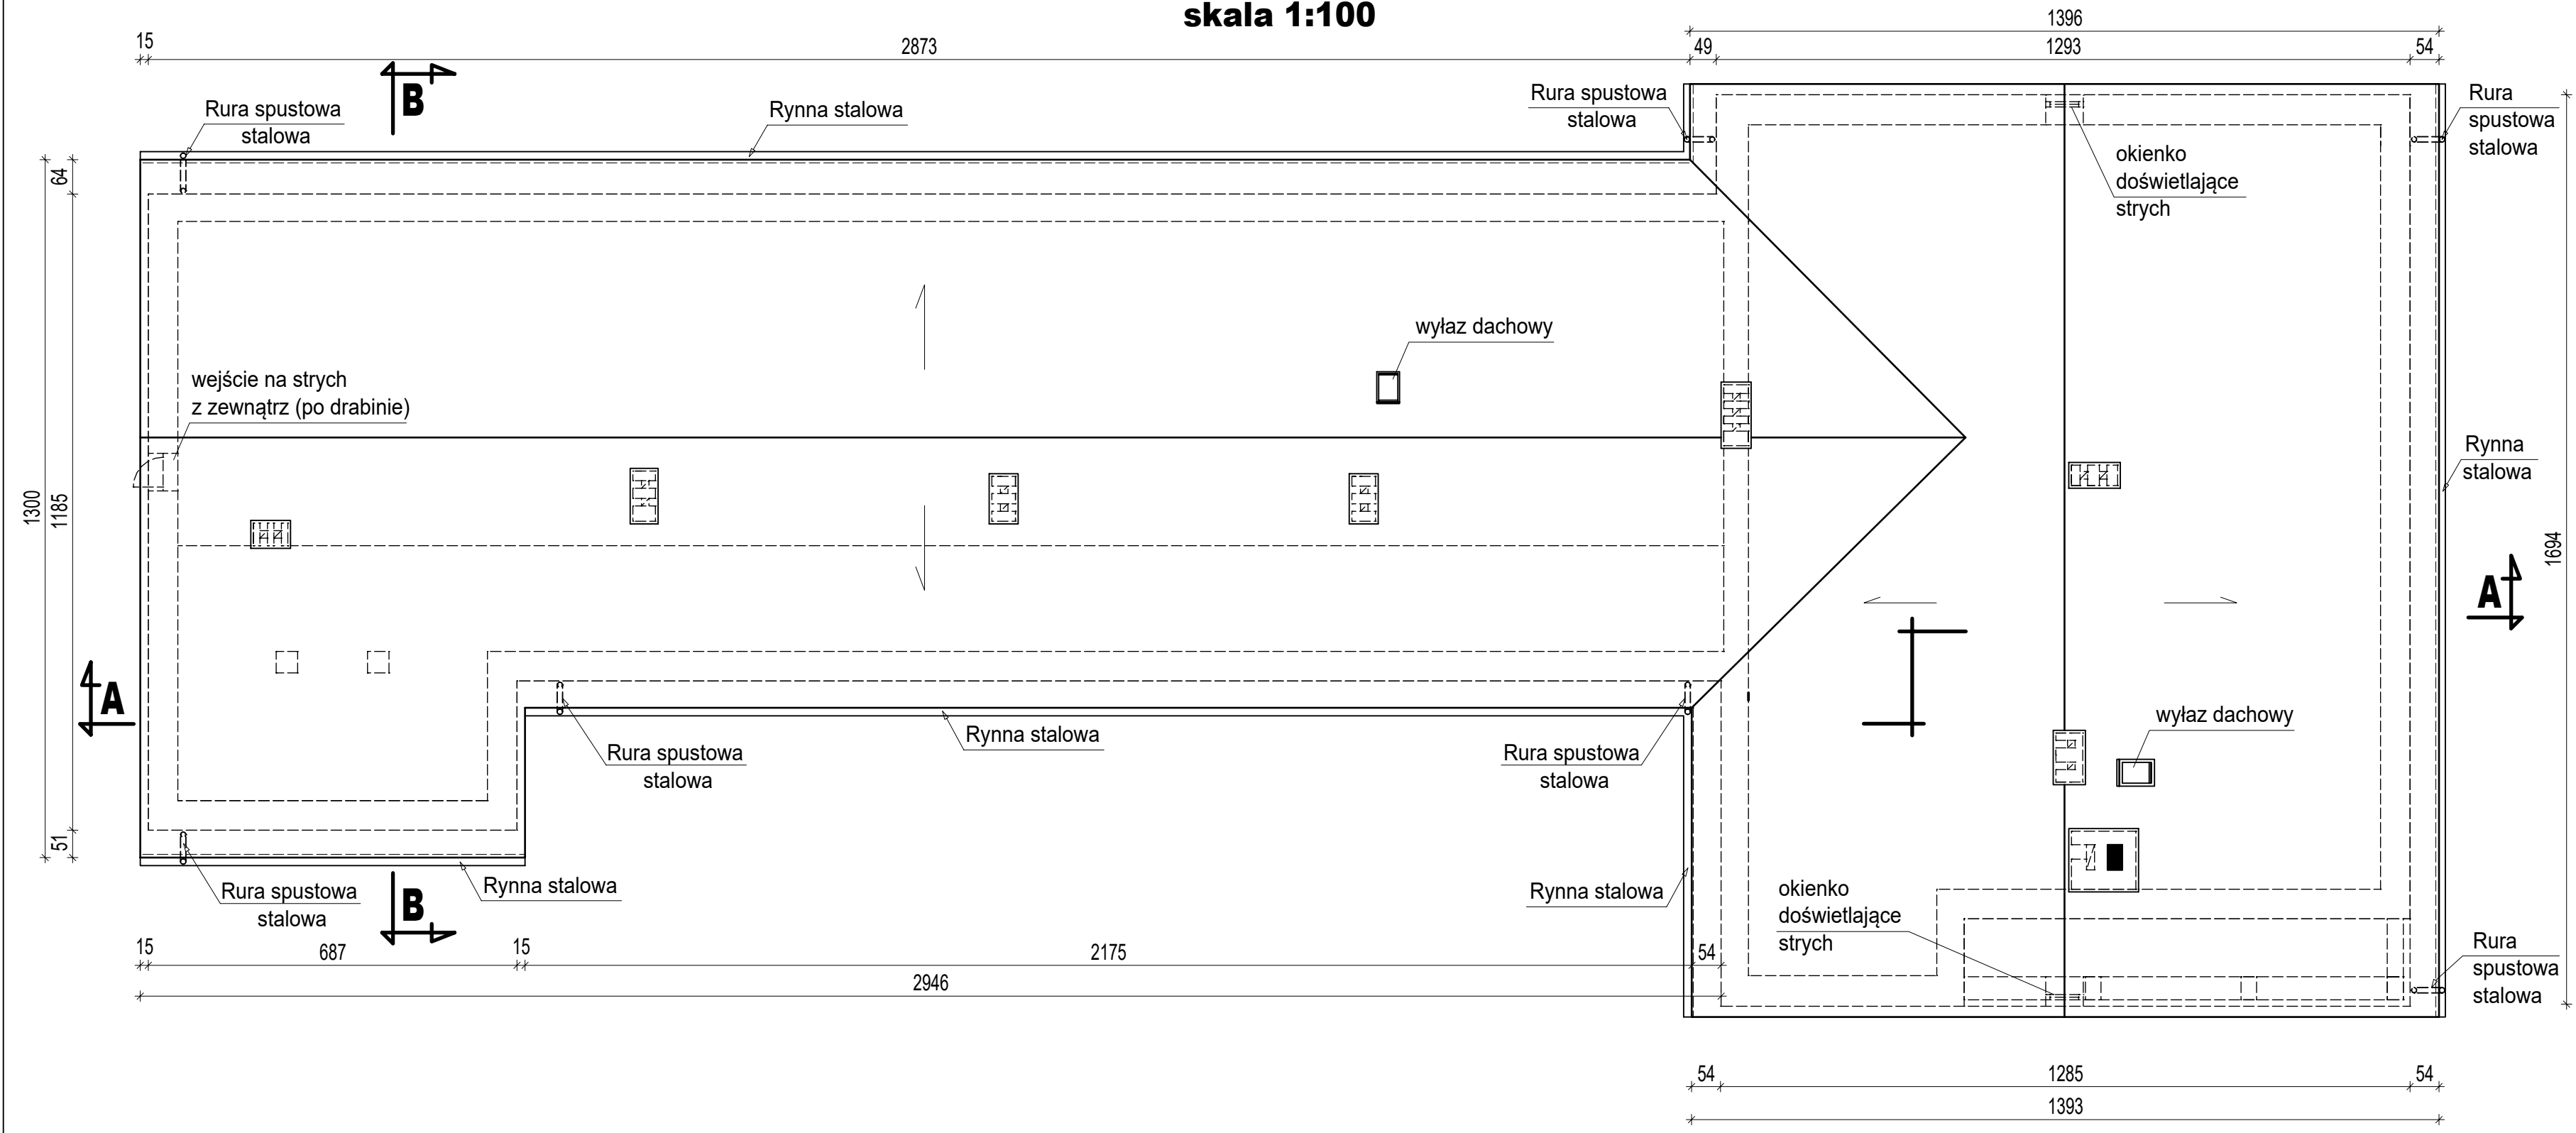 skala 1:100
1396
15
2873
49
1293
54
B
Rura spustowa
stalowa
Rynna stalowa
Rura spustowa
stalowa
Rura
spustowa
stalowa
okienko
doświetlające
strych
64
wyłaz dachowy
wejście na strych
z zewnątrz (po drabinie)
Rynna
stalowa
1300
1185
1694
A
A
wyłaz dachowy
Rynna stalowa
Rura spustowa
stalowa
Rura spustowa
stalowa
51
Rura spustowa
stalowa
B
Rynna stalowa
Rynna stalowa
okienko
doświetlające
strych
Rura
spustowa
stalowa
15
687
15
2175
54
2946
54
1285
54
1393